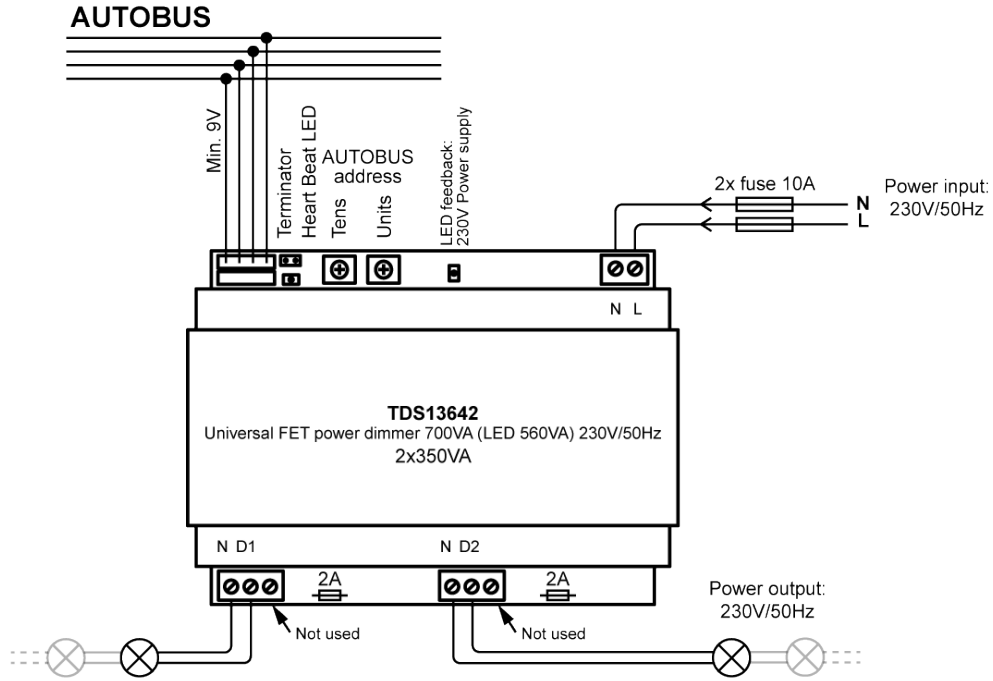 AUTOBUS
Min. 9V
Terminator
Heart Beat LED
AUTOBUS
address
Tens
Units
LED feedback:
230V Power supply
2x fuse 10A
N
L
Power input:
230V/50Hz
N L
TDS13642
Universal FET power dimmer 700VA (LED 560VA) 230V/50Hz
2x350VA
N D1
N D2
2A
2A
Not used
Not used
Power output:
230V/50Hz